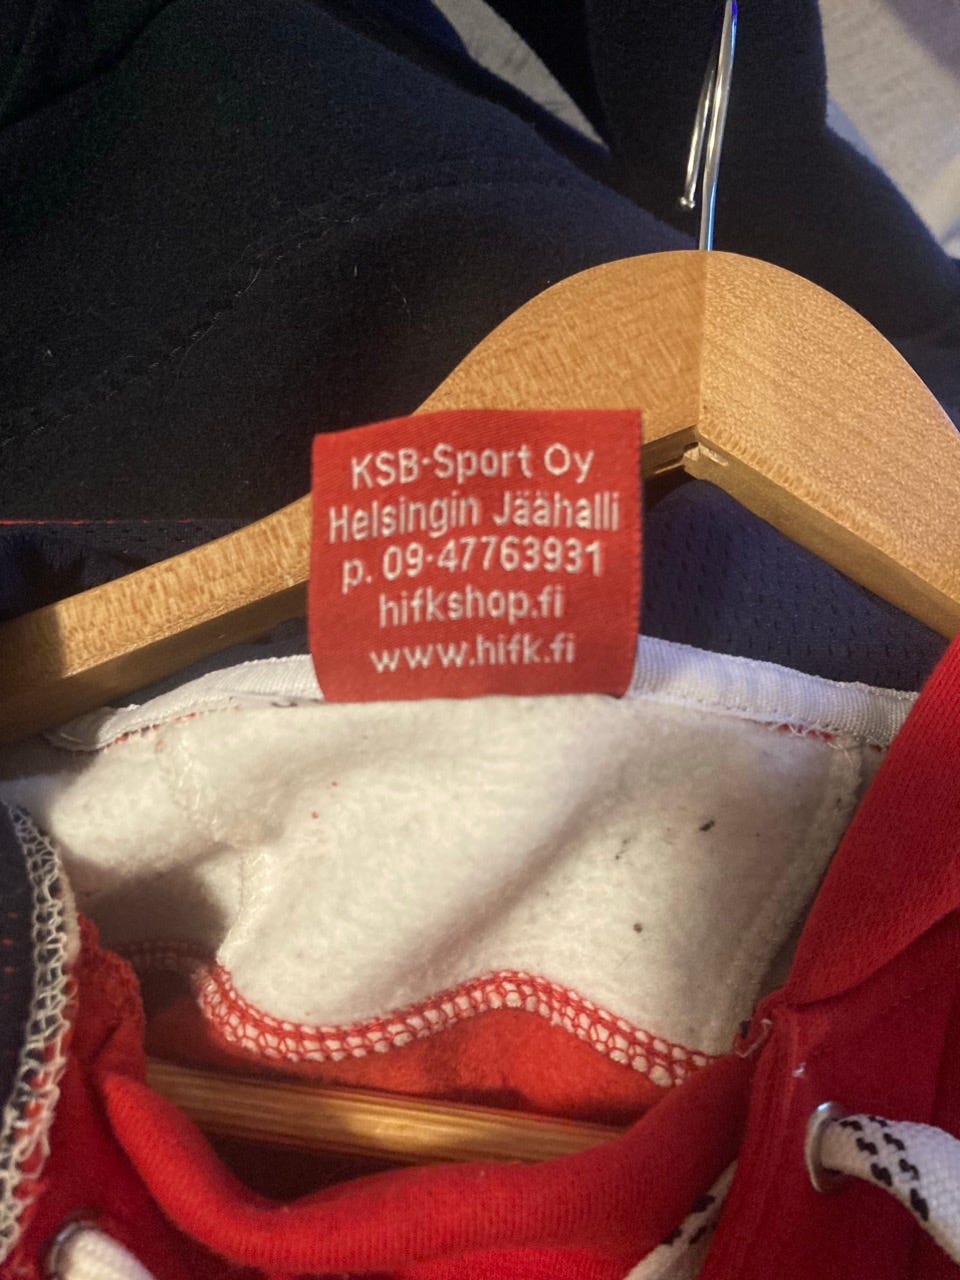 KSB-Sport Oy
Helsingin Jäähalli
p. 09-47763931
hifkshop.fi
www.hifk.fi